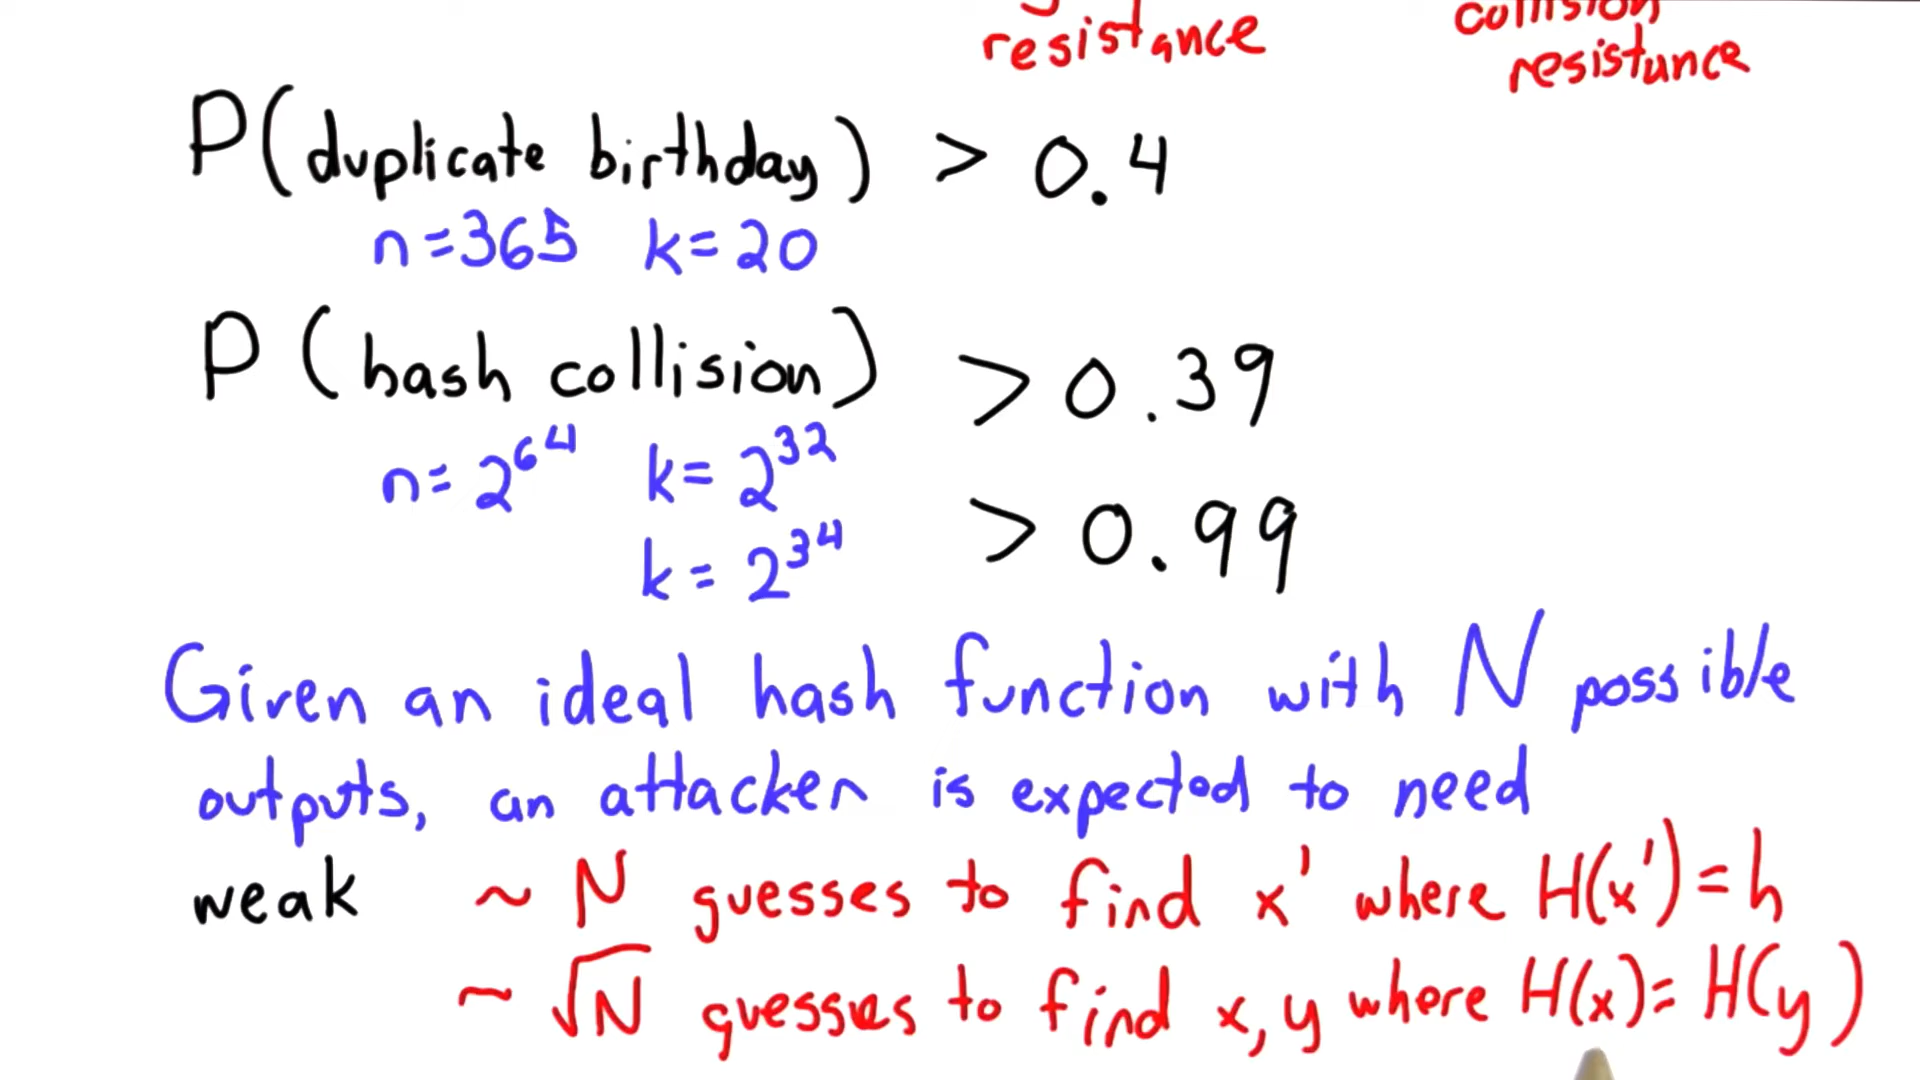 resistance
collision
resistance
P(duplicate birthday) > 0.4
n=365 k=20
P(hash collision) > 0.39
n=2^64 k=2^32
k=2^34 > 0.99
Given an ideal hash function with N possible
outputs, an attacker is expected to need
weak ~ N guesses to find x' where H(x')=h
~ √N guesses to find x, y where H(x)=H(y)